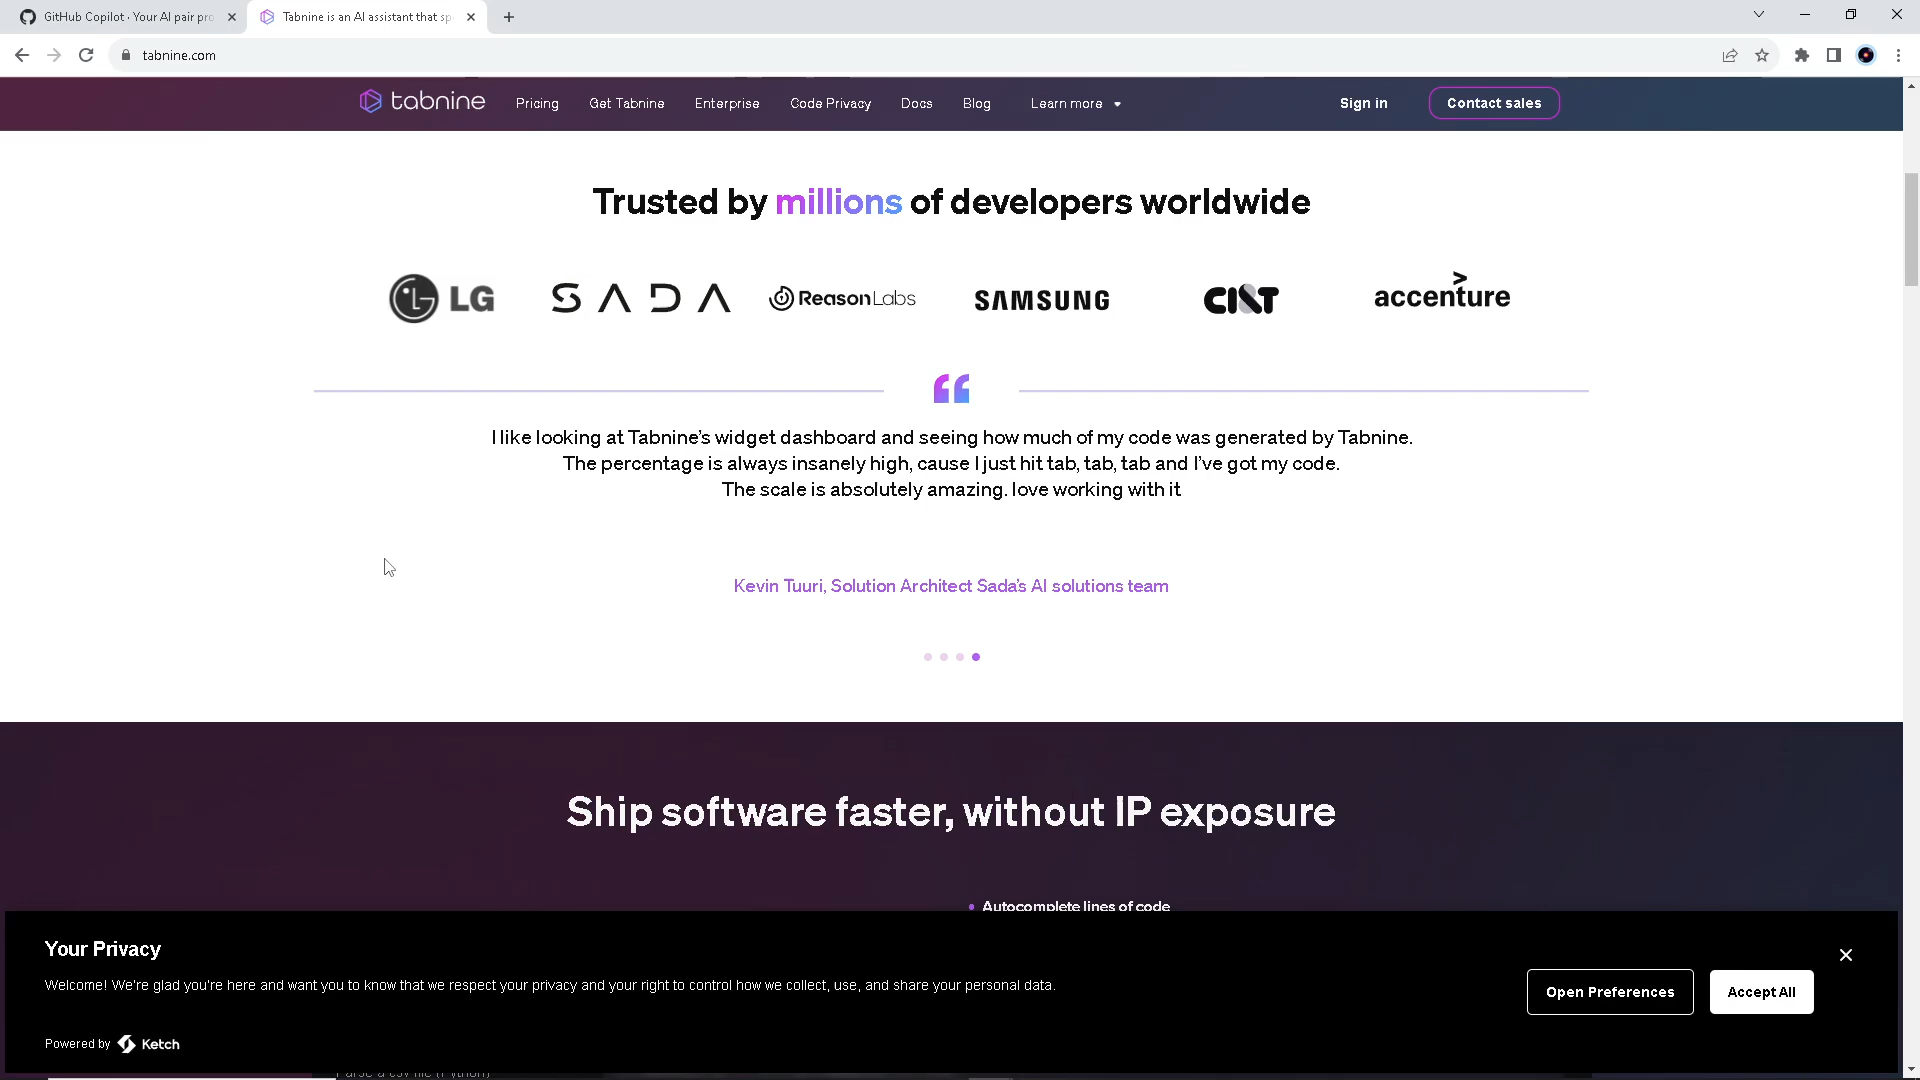 GitHub Copilot · Your AI pair pro
Tabnine is an AI assistant that sp
tabnine.com
tabnine
Pricing
Get Tabnine
Enterprise
Code Privacy
Docs
Blog
Learn more
Sign in
Contact sales
Trusted by millions of developers worldwide
LG
SADA
ReasonLabs
SAMSUNG
CI&T
accenture
I like looking at Tabnine's widget dashboard and seeing how much of my code was generated by Tabnine.
The percentage is always insanely high, cause I just hit tab, tab, tab and I've got my code.
The scale is absolutely amazing. love working with it
Kevin Tuuri, Solution Architect Sada's AI solutions team
Ship software faster, without IP exposure
Autocomplete lines of code
Your Privacy
Welcome! We're glad you're here and want you to know that we respect your privacy and your right to control how we collect, use, and share your personal data.
Open Preferences
Accept All
Powered by Ketch
Parse a csv file (Python)